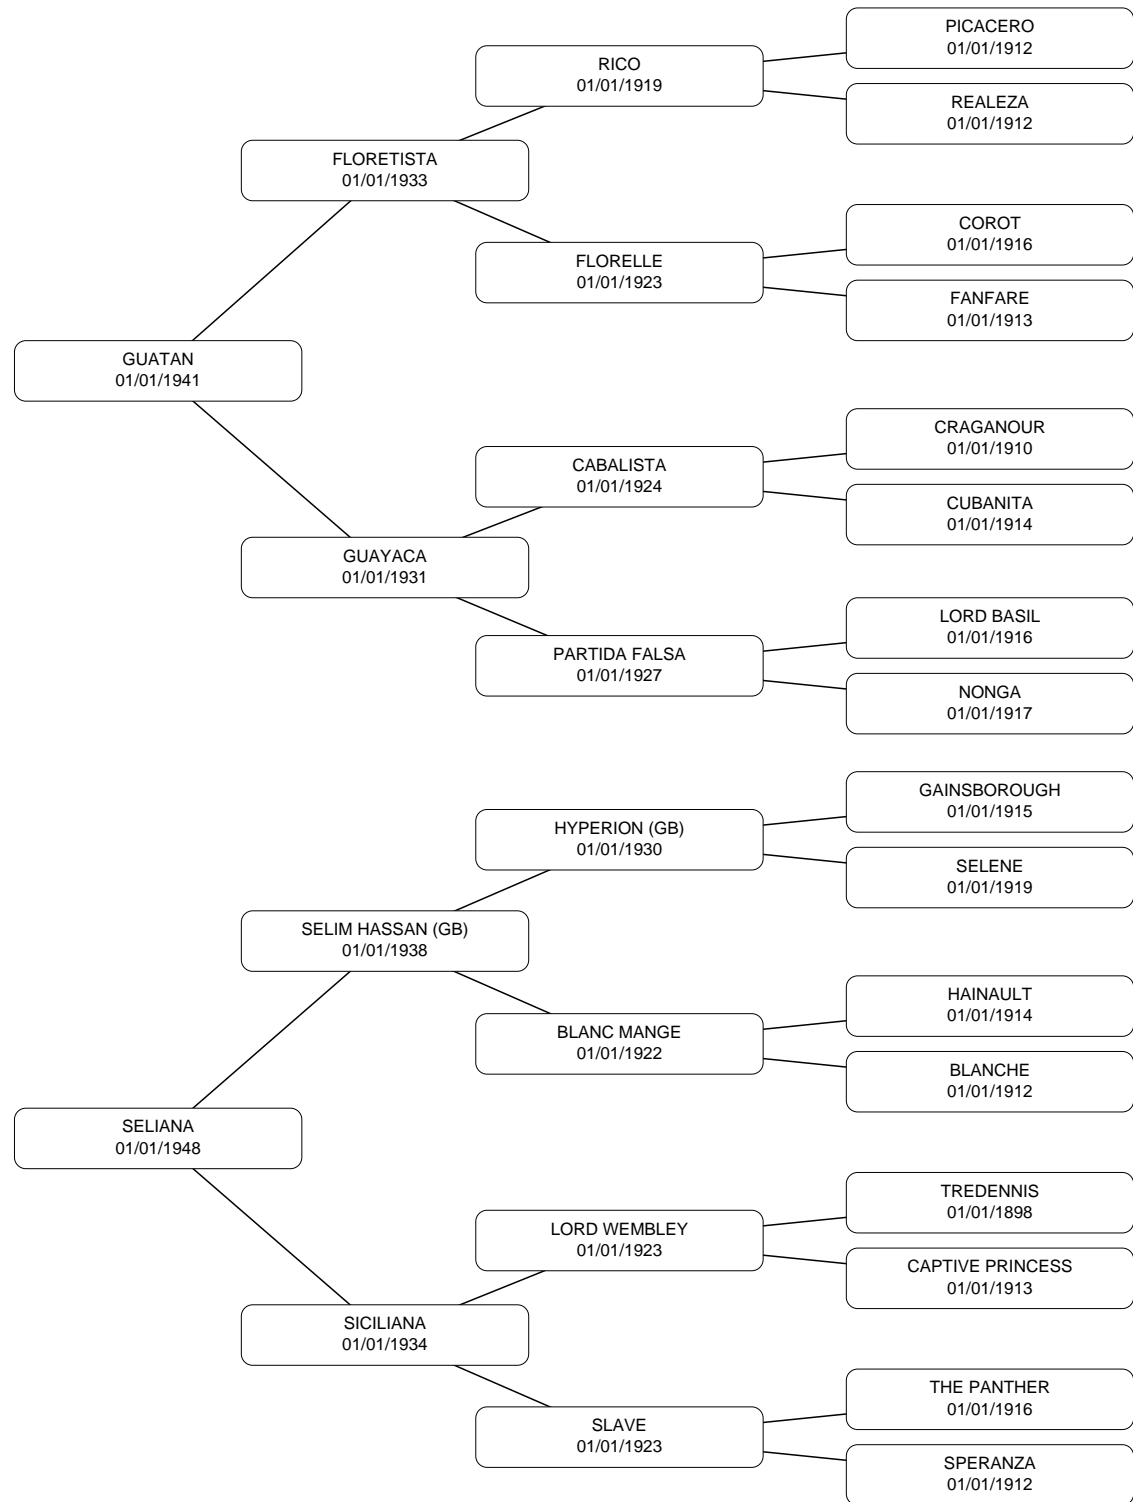 PICACERO
01/01/1912
RICO
01/01/1919
REALEZA
01/01/1912
FLORETISTA
01/01/1933
COROT
01/01/1916
FLORELLE
01/01/1923
FANFARE
01/01/1913
GUATAN
01/01/1941
CRAGANOUR
01/01/1910
CABALISTA
01/01/1924
CUBANITA
01/01/1914
GUAYACA
01/01/1931
LORD BASIL
01/01/1916
PARTIDA FALSA
01/01/1927
NONGA
01/01/1917
GAINSBOROUGH
01/01/1915
HYPERION (GB)
01/01/1930
SELENE
01/01/1919
SELIM HASSAN (GB)
01/01/1938
HAINAULT
01/01/1914
BLANC MANGE
01/01/1922
BLANCHE
01/01/1912
SELIANA
01/01/1948
TREDENNIS
01/01/1898
LORD WEMBLEY
01/01/1923
CAPTIVE PRINCESS
01/01/1913
SICILIANA
01/01/1934
THE PANTHER
01/01/1916
SLAVE
01/01/1923
SPERANZA
01/01/1912